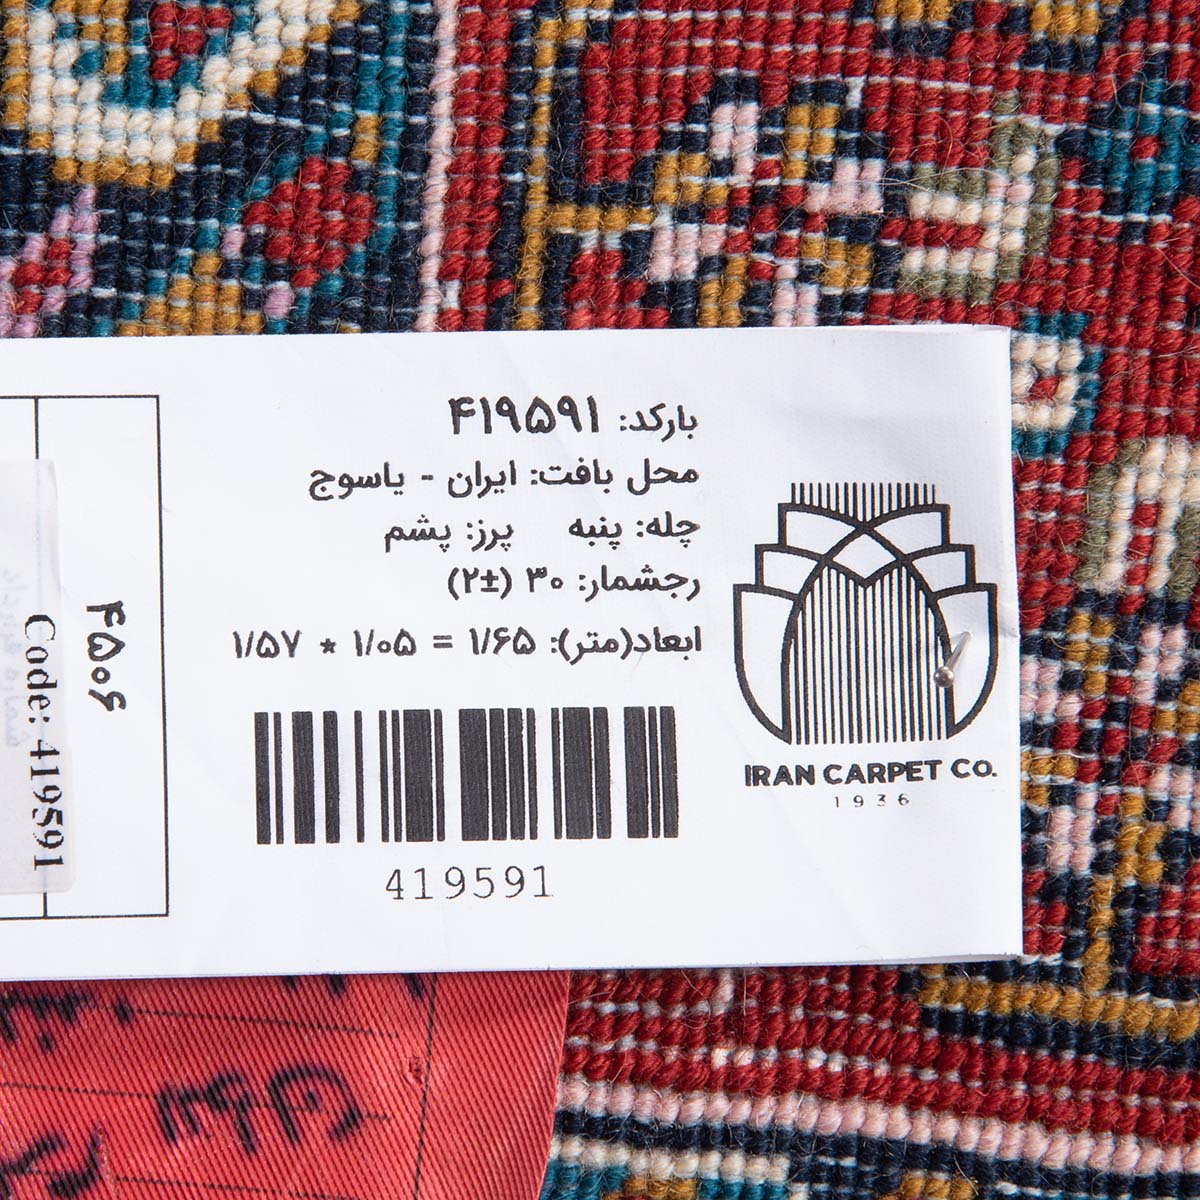 بارکد: ۴۱۹۵۹۱
محل بافت: ایران - یاسوج
چله: پنبه پرز: پشم
رجشمار: ۳۰ (±۲)
ابعاد(متر): ۱/۶۵ = ۱/۰۵ * ۱/۵۷
419591
IRAN CARPET CO.
1936
۴۵۰۶
Code: 419591